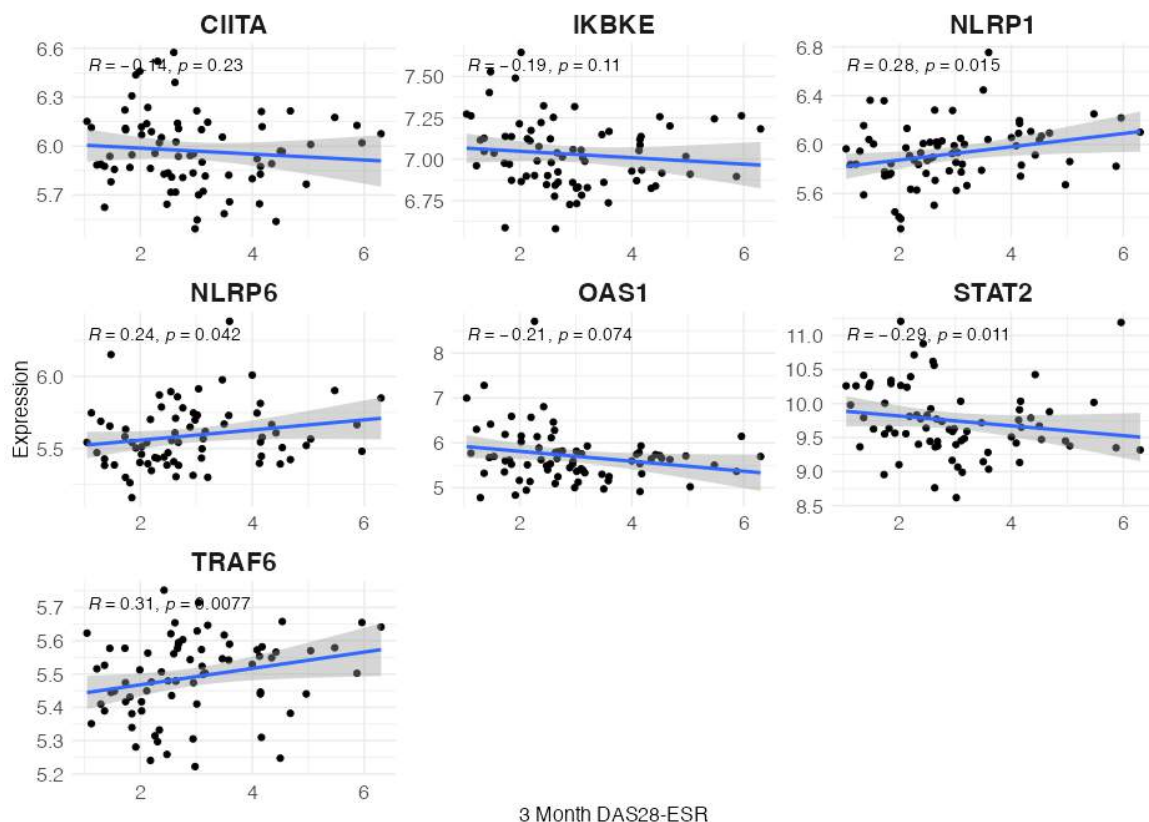 CIITA
IKBKE
NLRP1
R = −0.14, p = 0.23
R = −0.19, p = 0.11
R = 0.28, p = 0.015
6.6
6.3
6.0
5.7
7.50
7.25
7.00
6.75
6.8
6.4
6.0
5.6
2 4 6
2 4 6
2 4 6
NLRP6
OAS1
STAT2
R = 0.24, p = 0.042
R = −0.21, p = 0.074
R = −0.29, p = 0.011
Expression
6.0
5.5
8
7
6
5
11.0
10.5
10.0
9.5
9.0
8.5
2 4 6
2 4 6
2 4 6
TRAF6
R = 0.31, p = 0.0077
5.7
5.6
5.5
5.4
5.3
5.2
2 4 6
3 Month DAS28-ESR